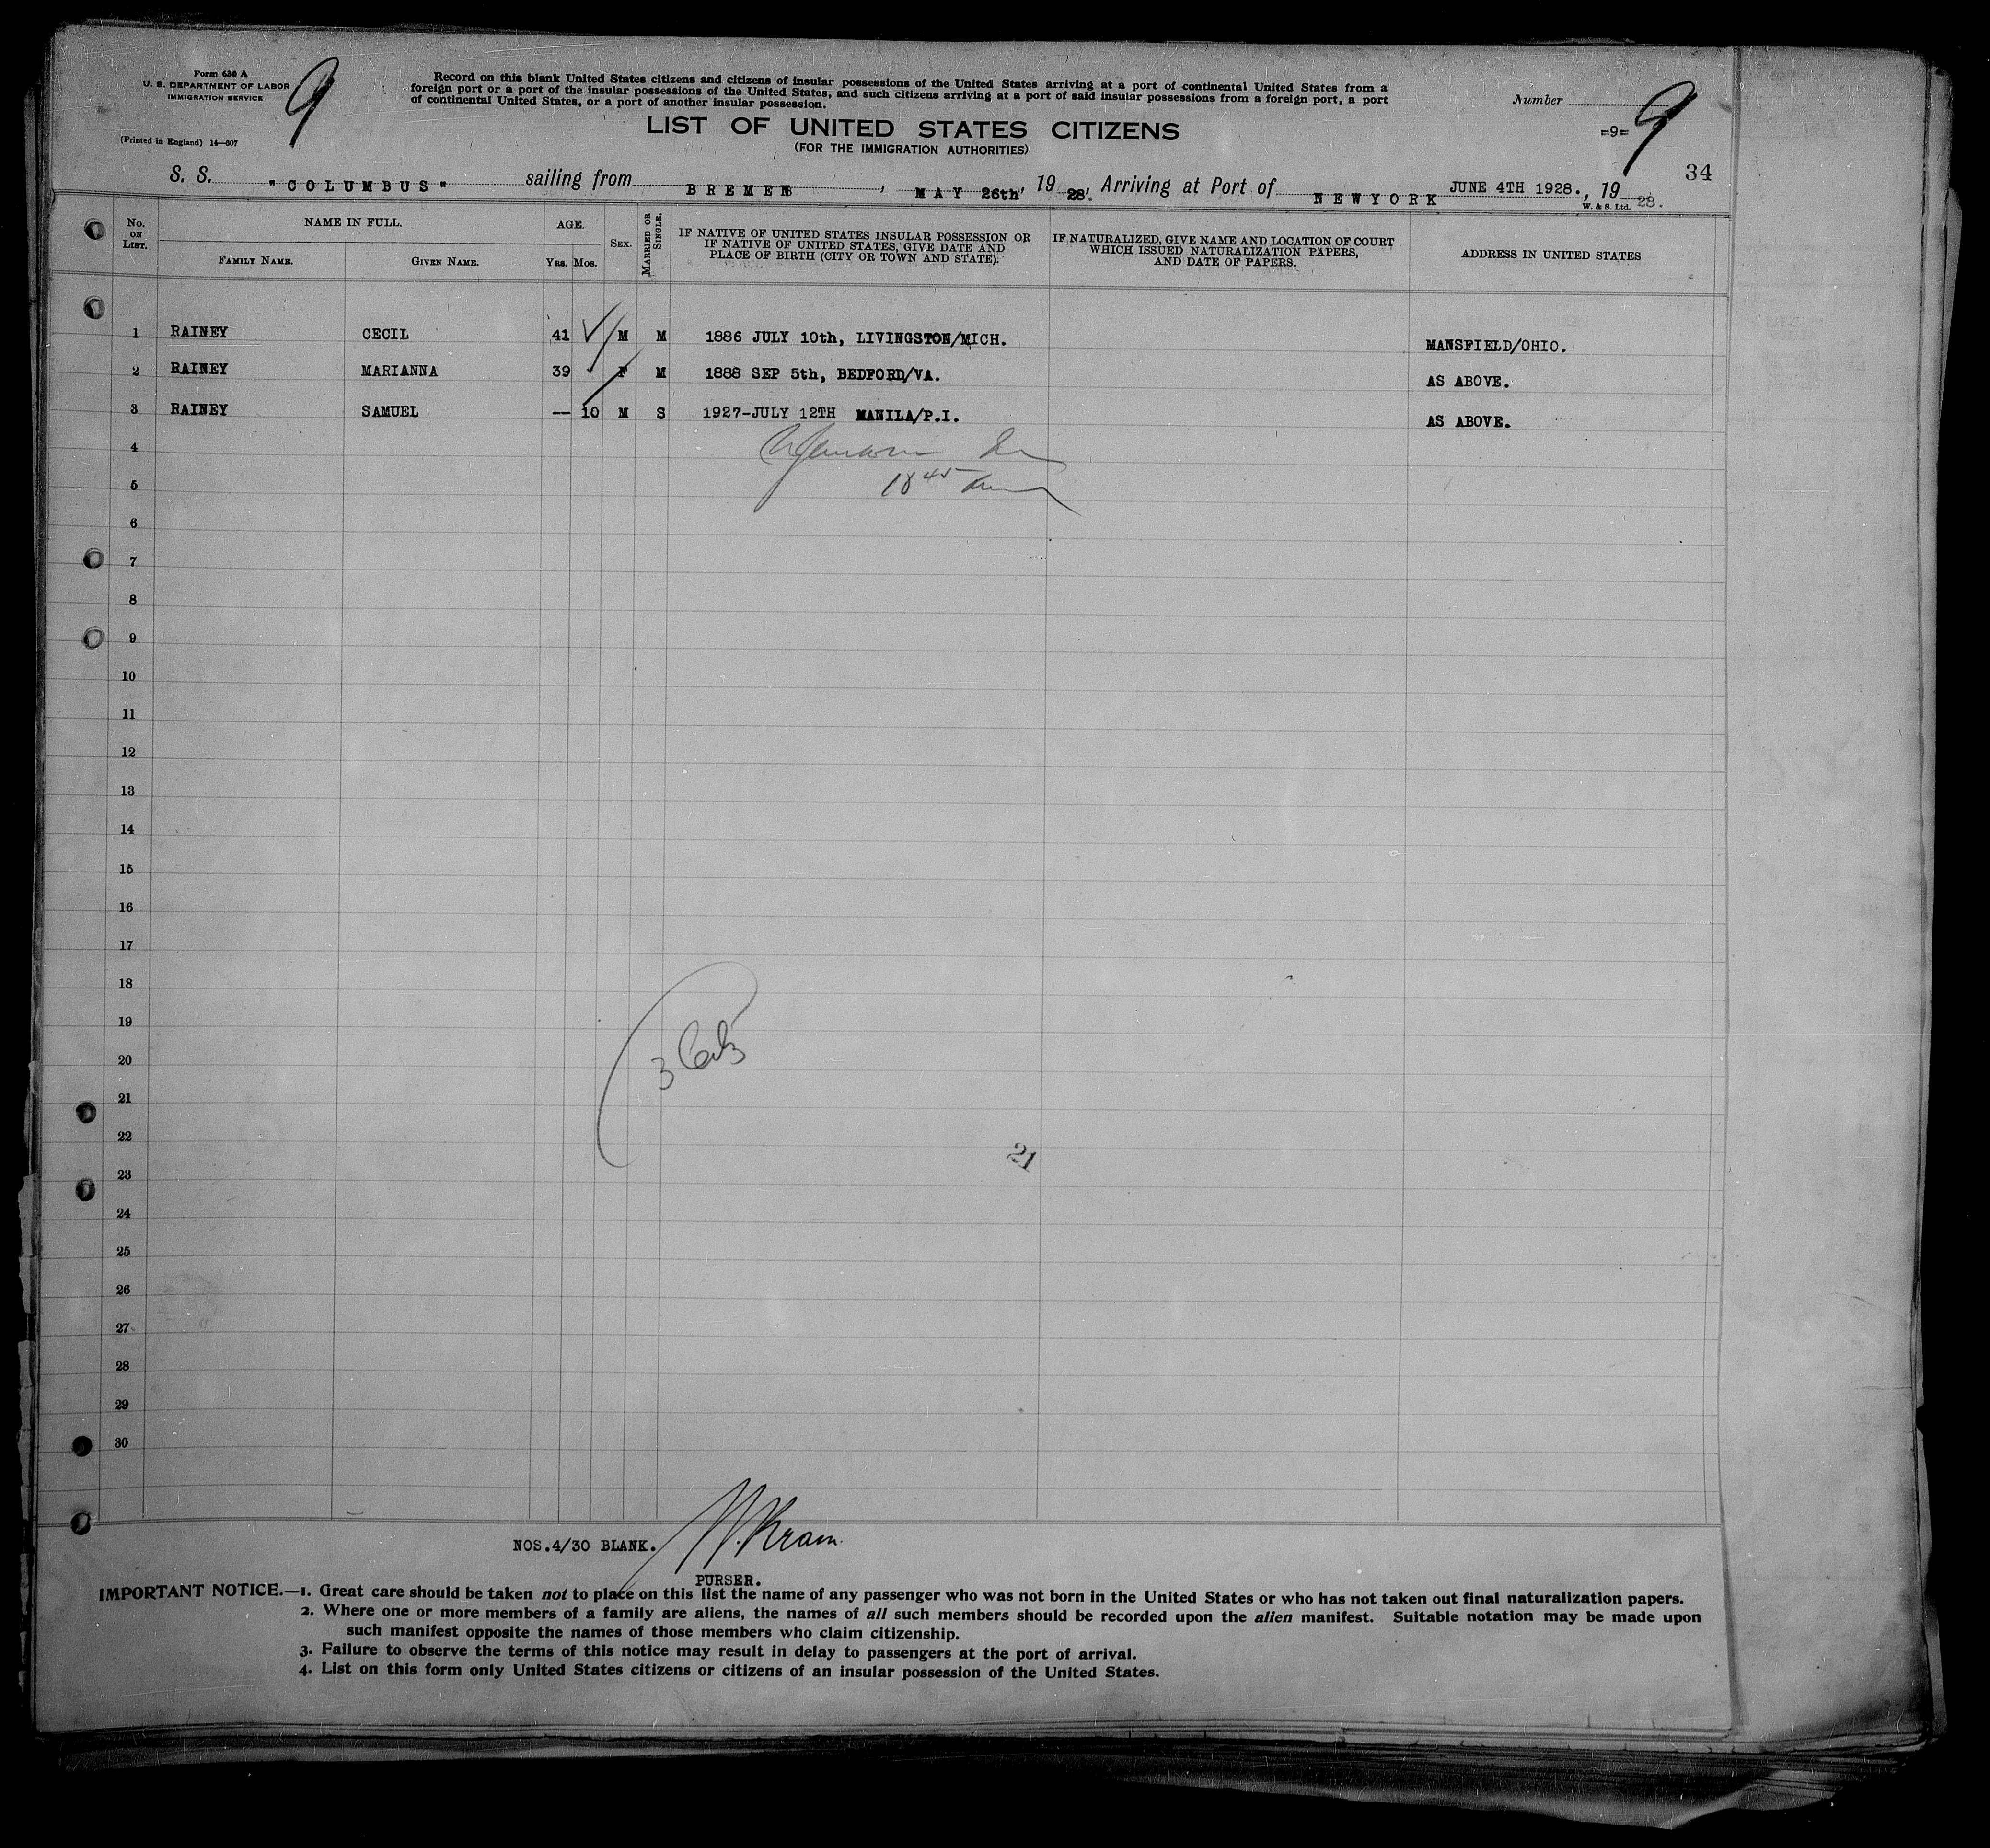 Form 630 A
U. S. DEPARTMENT OF LABOR
IMMIGRATION SERVICE
9
(Printed in England) 14—607
Record on this blank United States citizens and citizens of insular possessions of the United States arriving at a port of continental United States from a
foreign port or a port of the insular possessions of the United States, and such citizens arriving at a port of said insular possessions from a foreign port, a port
of continental United States, or a port of another insular possession.
Number
=9=
9
LIST OF UNITED STATES CITIZENS
(FOR THE IMMIGRATION AUTHORITIES)
34
S. S. "COLUMBUS" sailing from BREMEN, MAY 26th, 1928., Arriving at Port of NEWYORK JUNE 4TH 1928., 19 28.
W. & S. Ltd.
No. ON LIST.
NAME IN FULL.
FAMILY NAME. GIVEN NAME.
AGE.
YRS. MOS.
SEX.
MARRIED OR SINGLE.
IF NATIVE OF UNITED STATES INSULAR POSSESSION OR
IF NATIVE OF UNITED STATES, GIVE DATE AND
PLACE OF BIRTH (CITY OR TOWN AND STATE).
IF NATURALIZED, GIVE NAME AND LOCATION OF COURT
WHICH ISSUED NATURALIZATION PAPERS,
AND DATE OF PAPERS.
ADDRESS IN UNITED STATES
1 RAINEY CECIL 41 M M 1886 JULY 10th, LIVINGSTON/MICH. MANSFIELD/OHIO.
2 RAINEY MARIANNA 39 F M 1888 SEP 5th, BEDFORD/VA. AS ABOVE.
3 RAINEY SAMUEL -- 10 M S 1927-JULY 12TH MANILA/P.I. AS ABOVE.
4
5
6
7
8
9
10
11
12
13
14
15
16
17
18
19
20
21
22
23
24
25
26
27
28
29
30
3
21
NOS.4/30 BLANK.
PURSER.
IMPORTANT NOTICE.—1. Great care should be taken not to place on this list the name of any passenger who was not born in the United States or who has not taken out final naturalization papers.
2. Where one or more members of a family are aliens, the names of all such members should be recorded upon the alien manifest. Suitable notation may be made upon
such manifest opposite the names of those members who claim citizenship.
3. Failure to observe the terms of this notice may result in delay to passengers at the port of arrival.
4. List on this form only United States citizens or citizens of an insular possession of the United States.